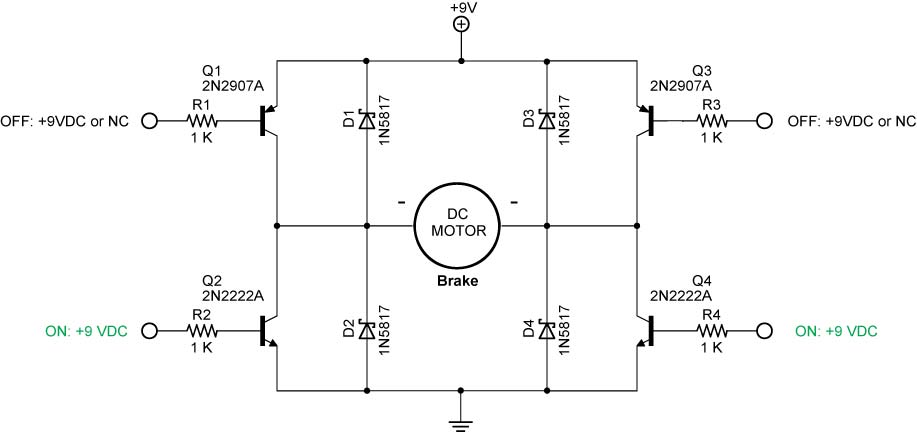 +9V
Q1
2N2907A
Q3
2N2907A
R1
R3
OFF: +9VDC or NC
1 K
D1
1N5817
D3
1N5817
1 K
OFF: +9VDC or NC
-
-
DC
MOTOR
Brake
Q2
2N2222A
Q4
2N2222A
R2
R4
ON: +9 VDC
1 K
D2
1N5817
D4
1N5817
1 K
ON: +9 VDC